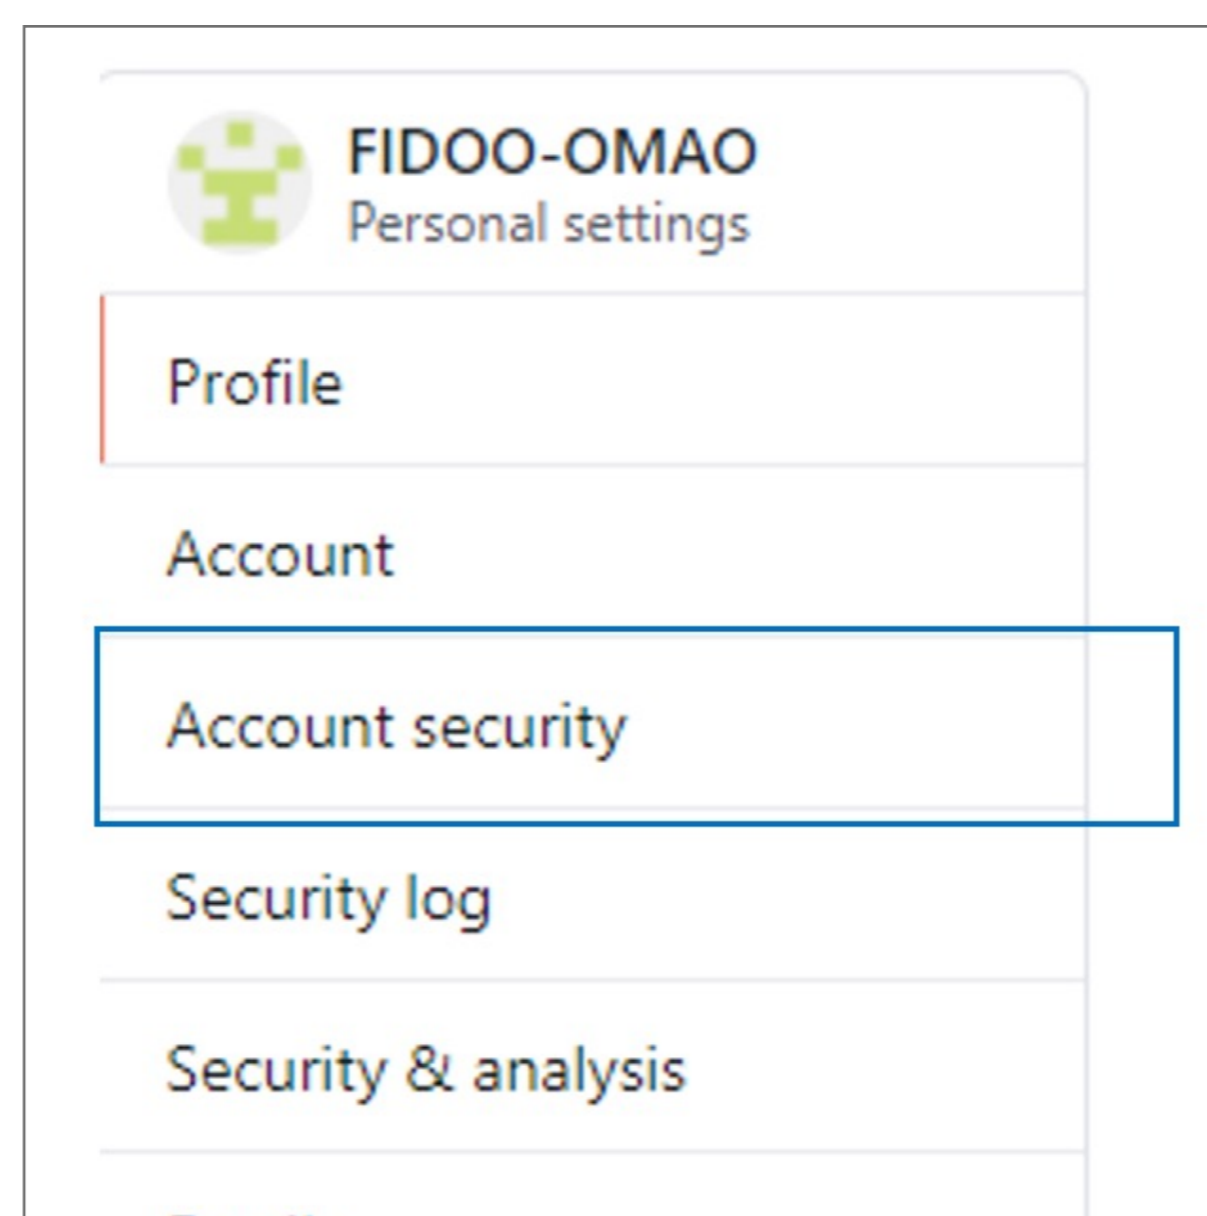 FIDOO-OMAO
Personal settings
Profile
Account
Account security
Security log
Security & analysis